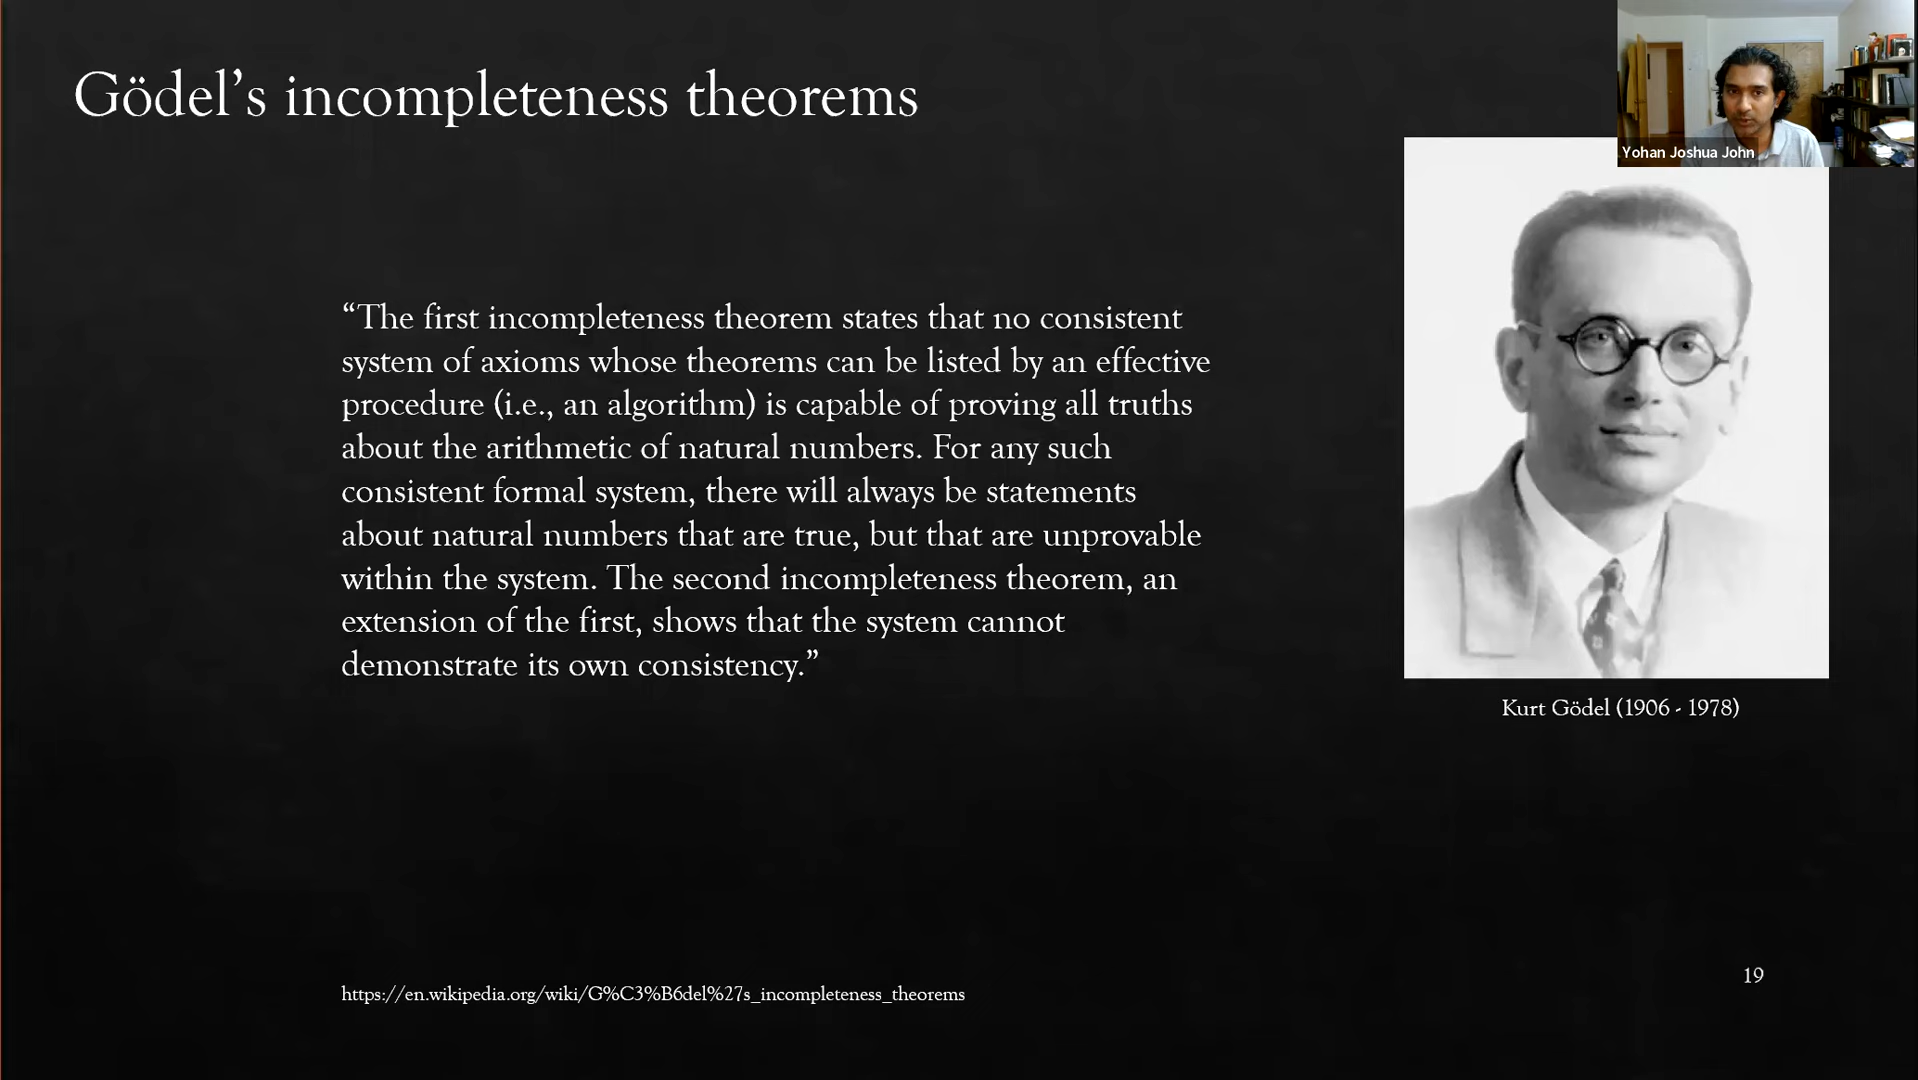 Gödel’s incompleteness theorems
Yohan Joshua John
“The first incompleteness theorem states that no consistent
system of axioms whose theorems can be listed by an effective
procedure (i.e., an algorithm) is capable of proving all truths
about the arithmetic of natural numbers. For any such
consistent formal system, there will always be statements
about natural numbers that are true, but that are unprovable
within the system. The second incompleteness theorem, an
extension of the first, shows that the system cannot
demonstrate its own consistency.”
Kurt Gödel (1906 - 1978)
https://en.wikipedia.org/wiki/G%C3%B6del%27s_incompleteness_theorems
19